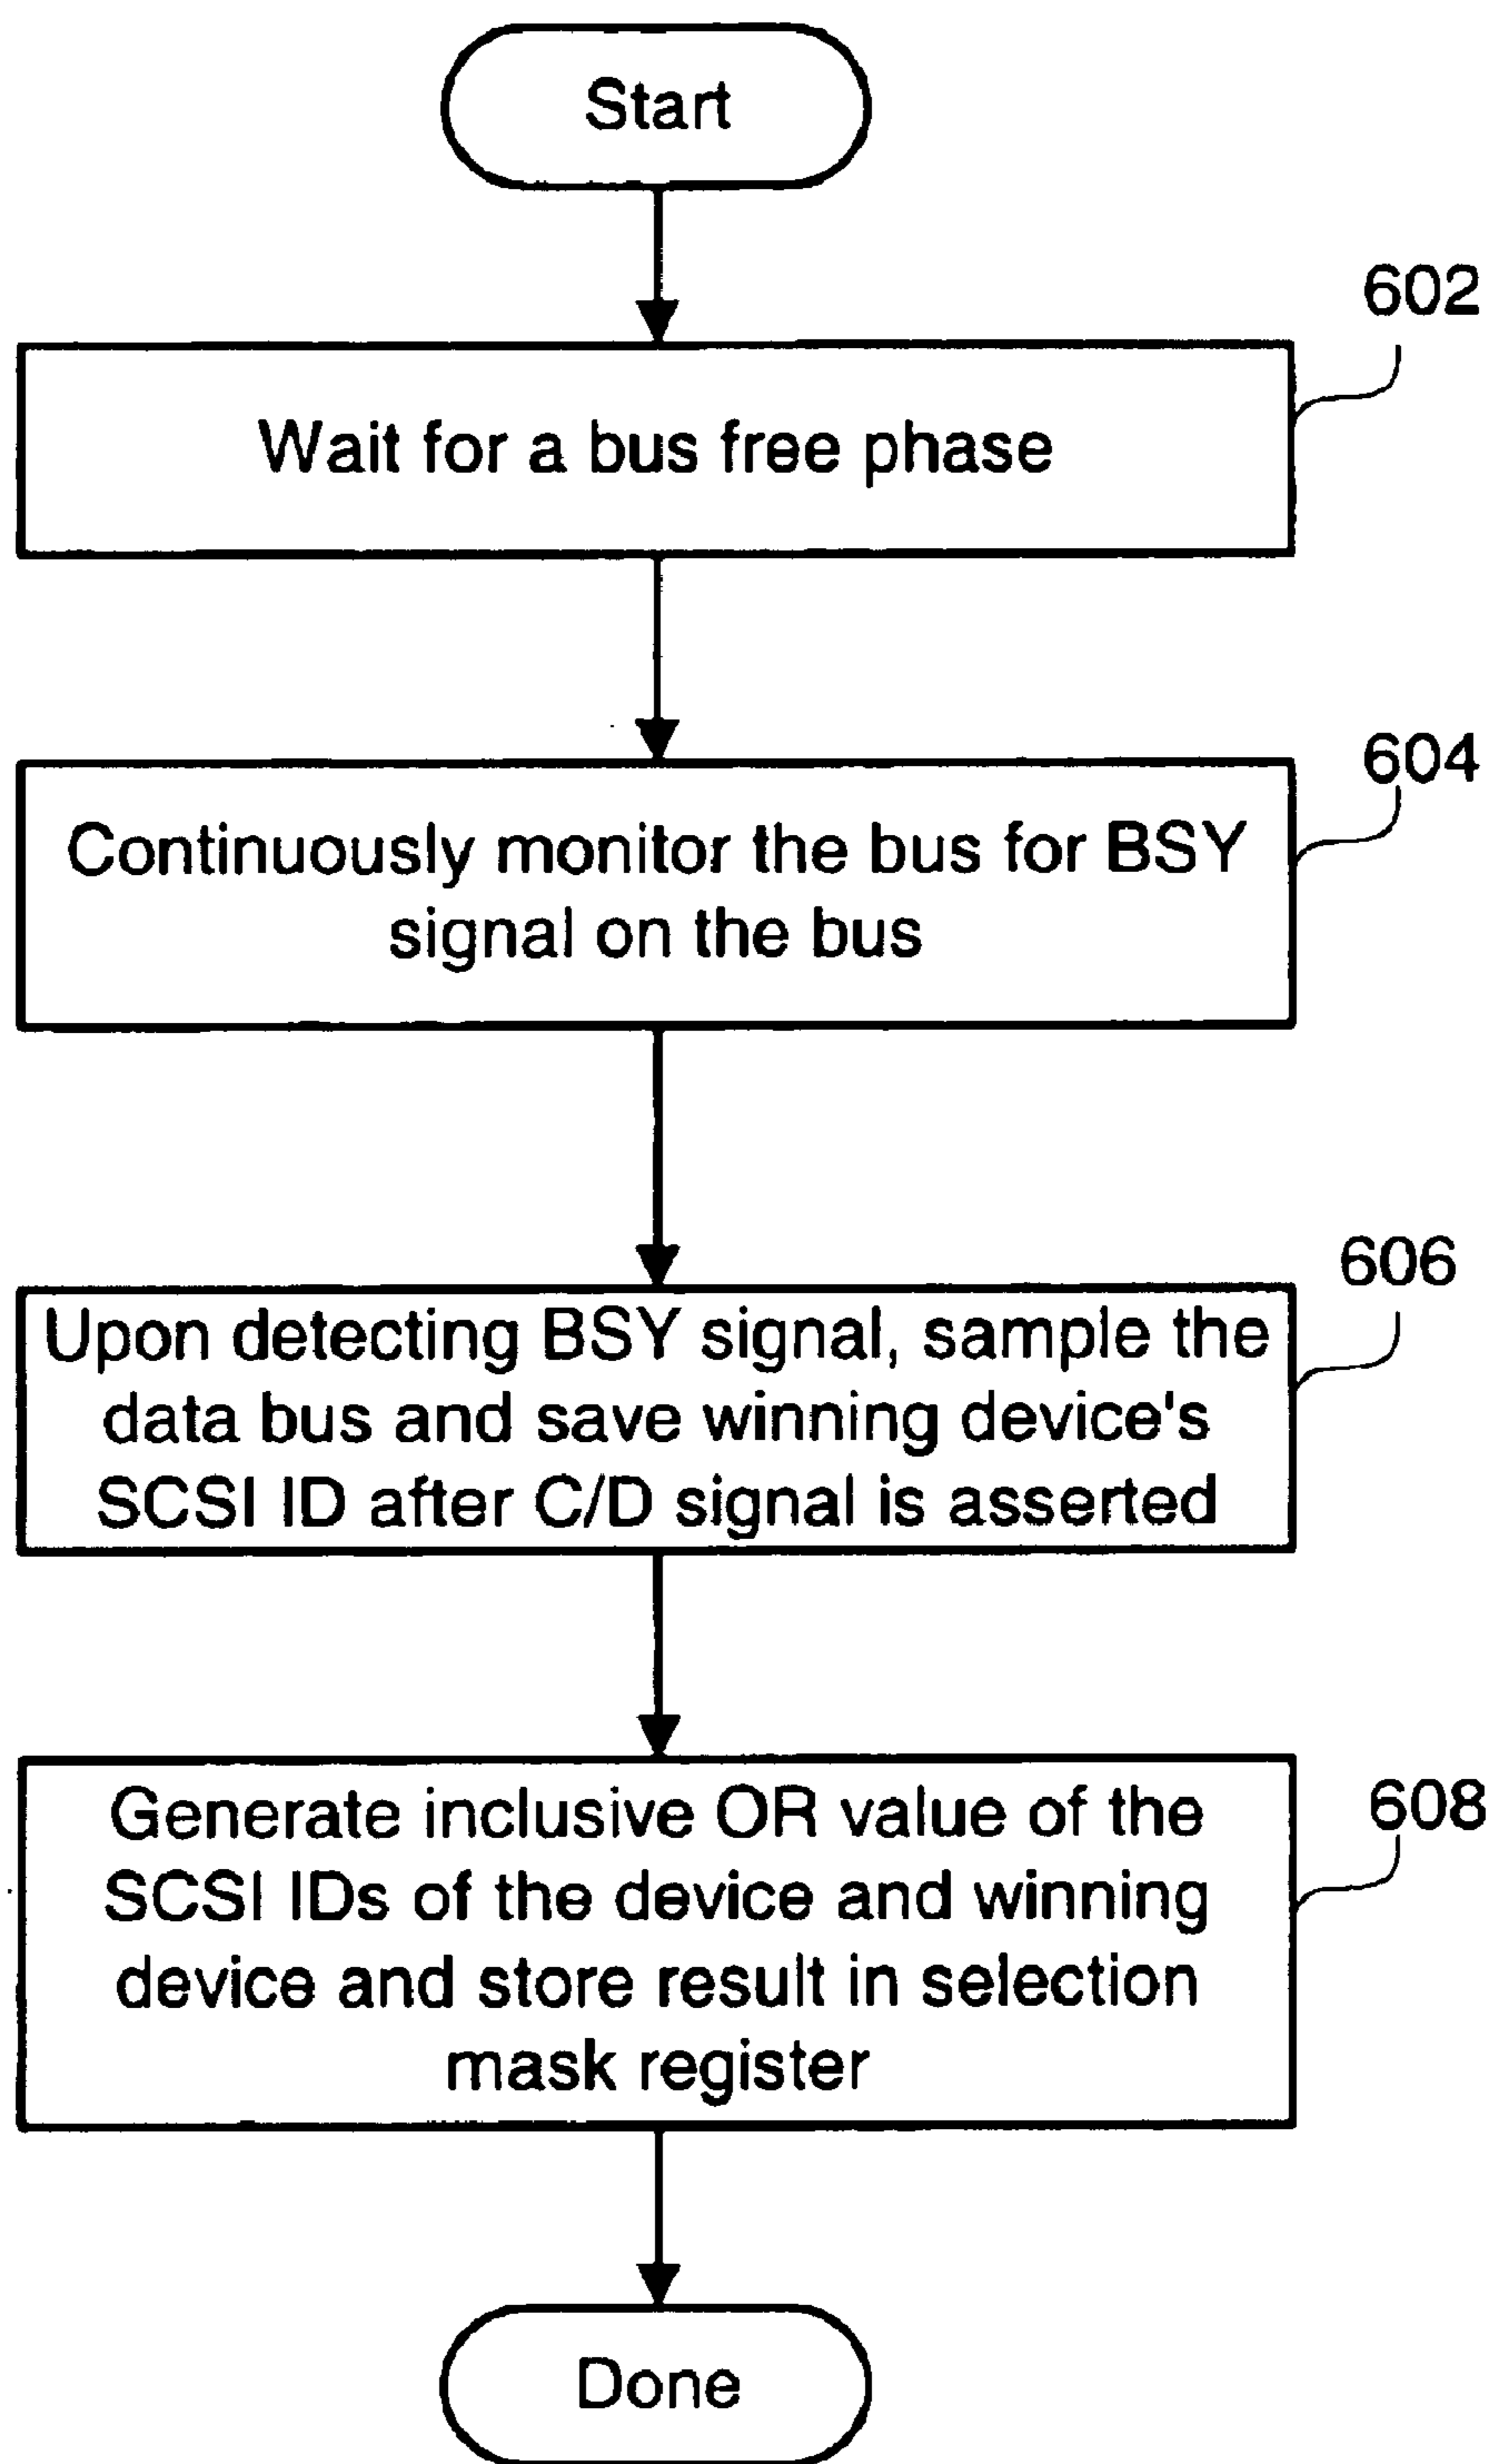 Start
602
Wait for a bus free phase
604
Continuously monitor the bus for BSY
signal on the bus
606
Upon detecting BSY signal, sample the
data bus and save winning device's
SCSI ID after C/D signal is asserted
608
Generate inclusive OR value of the
SCSI IDs of the device and winning
device and store result in selection
mask register
Done